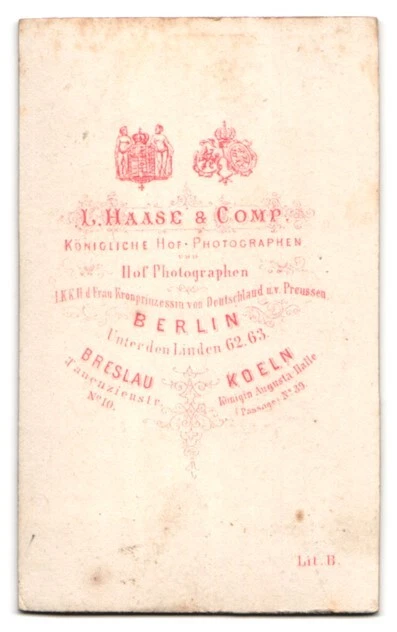 L. HAASE & COMP.
KÖNIGLICHE HOF-PHOTOGRAPHEN
UND
Hof Photographen
I.K.K.H. d Frau Kronprinzessin von Deutschland u.v. Preussen
BERLIN
Unter den Linden 62.63.
BRESLAU
Tauenzienstr.
No 10.
KOELN
Königin Augusta Halle
(Passage) No 39.
Lit. B.